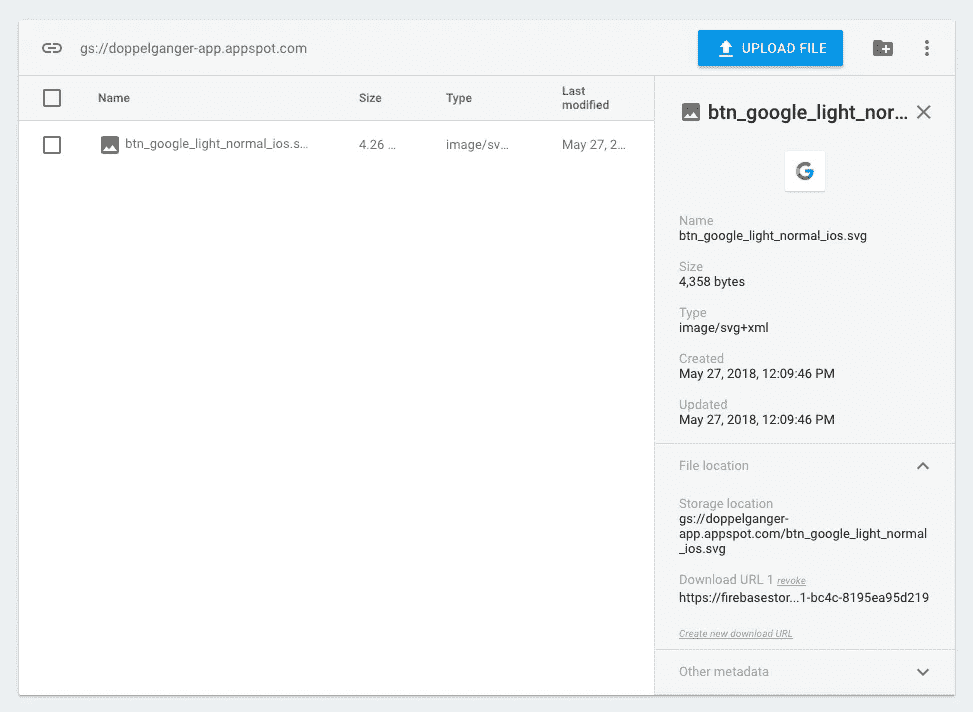 gs://doppelganger-app.appspot.com
UPLOAD FILE
Name
Size
Type
Last
modified
btn_google_light_normal_ios.s...
4.26 ...
image/sv...
May 27, 2...
btn_google_light_nor...
Name
btn_google_light_normal_ios.svg
Size
4,358 bytes
Type
image/svg+xml
Created
May 27, 2018, 12:09:46 PM
Updated
May 27, 2018, 12:09:46 PM
File location
Storage location
gs://doppelganger-
app.appspot.com/btn_google_light_normal
_ios.svg
Download URL 1 revoke
https://firebasestor...1-bc4c-8195ea95d219
Create new download URL
Other metadata